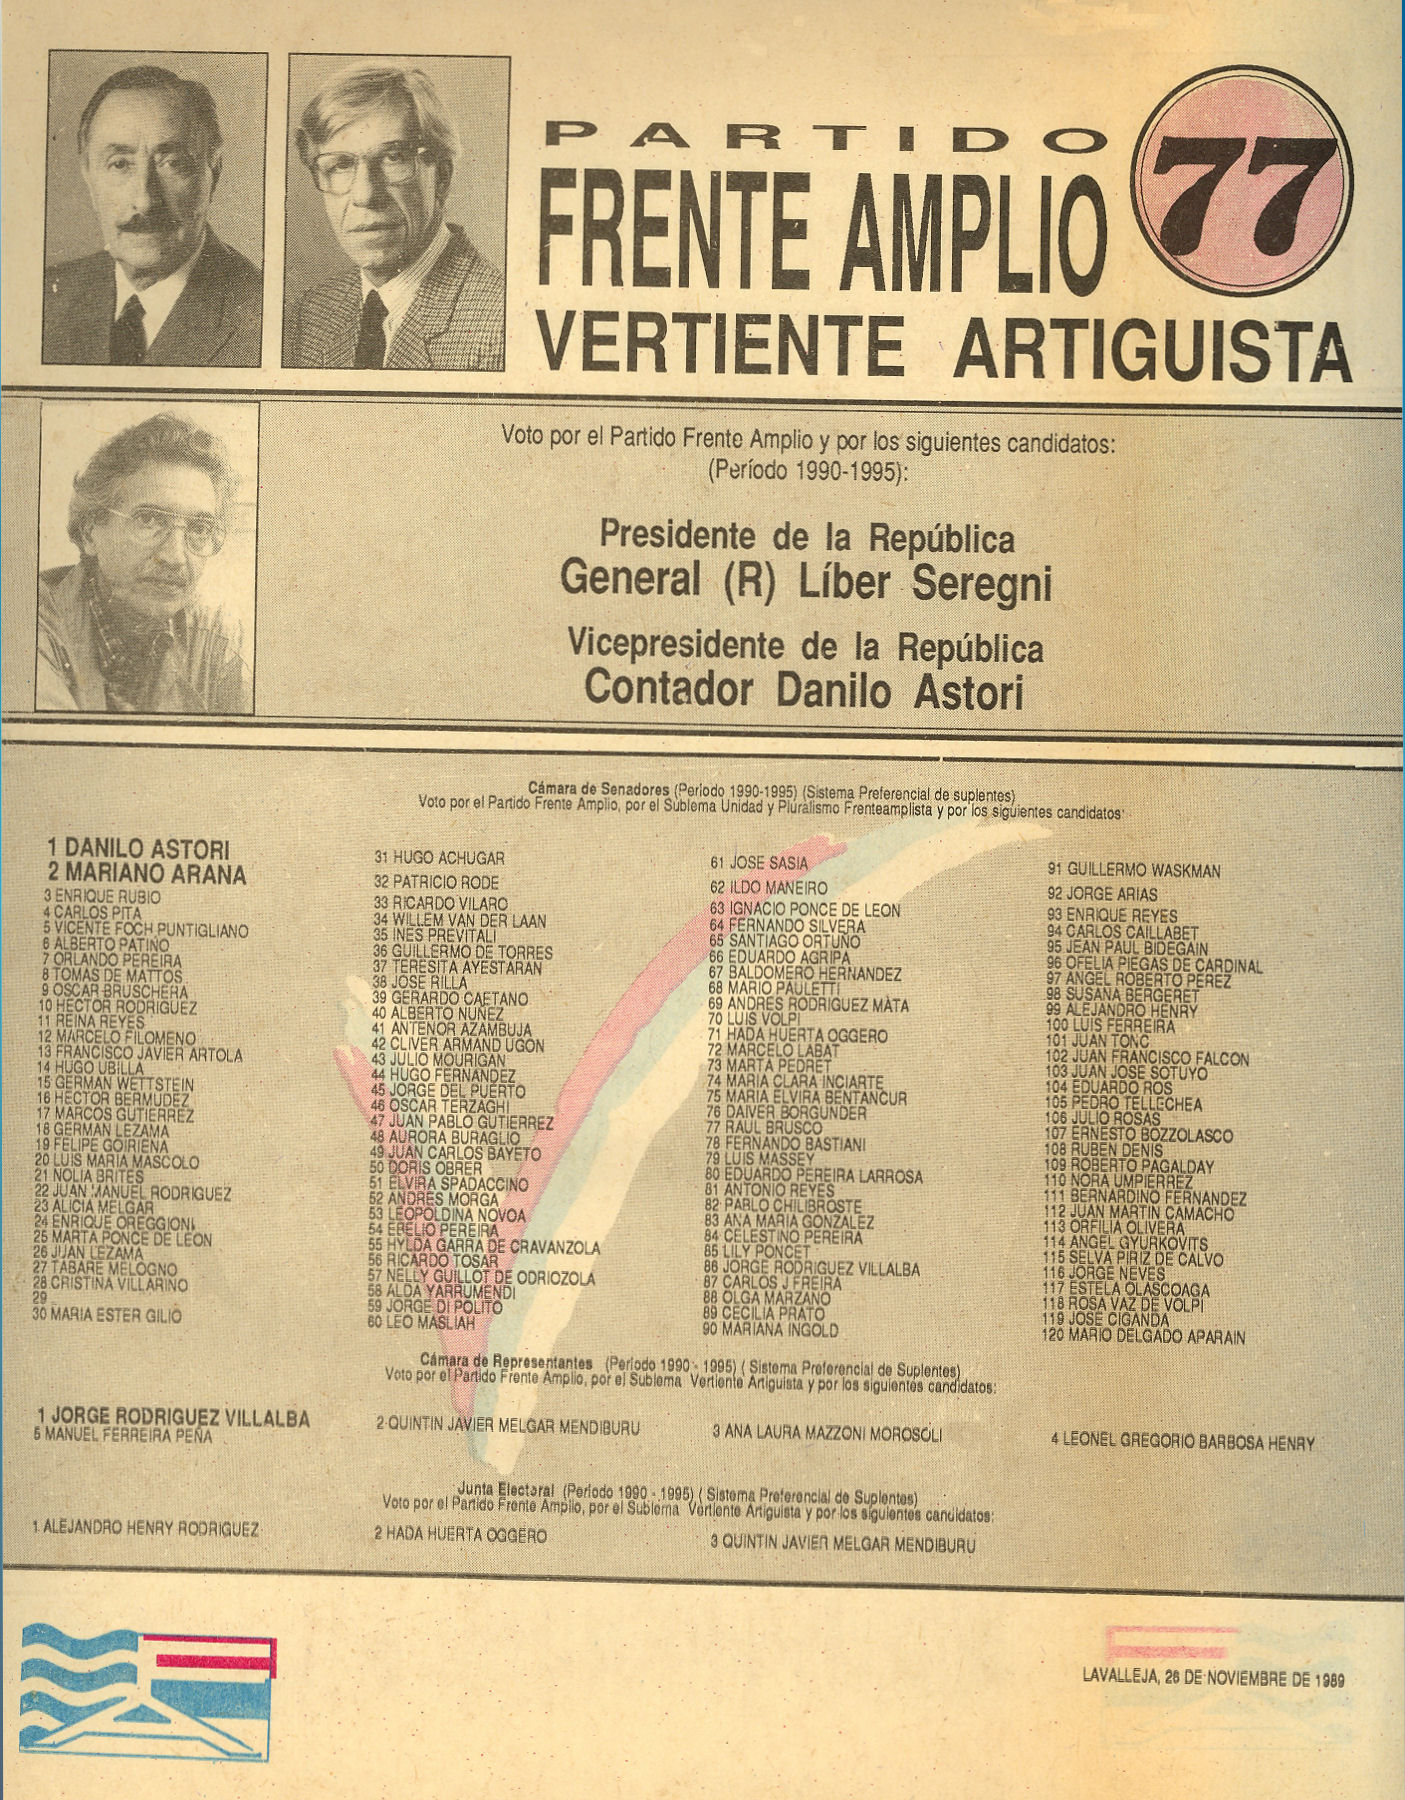 PARTIDO
FRENTE AMPLIO
77
VERTIENTE ARTIGUISTA
Voto por el Partido Frente Amplio y por los siguientes candidatos:
(Período 1990-1995):
Presidente de la República
General (R) Líber Seregni
Vicepresidente de la República
Contador Danilo Astori
Cámara de Senadores (Período 1990-1995) (Sistema Preferencial de suplentes)
Voto por el Partido Frente Amplio, por el Sublema Unidad y Pluralismo Frenteamplista y por los siguientes candidatos:
1 DANILO ASTORI
2 MARIANO ARANA
3 ENRIQUE RUBIO
4 CARLOS PITA
5 VICENTE FOCH PUNTIGLIANO
6 ALBERTO PATIÑO
7 ORLANDO PEREIRA
8 TOMAS DE MATTOS
9 OSCAR BRUSCHERA
10 HECTOR RODRIGUEZ
11 REINA REYES
12 MARCELO FILOMENO
13 FRANCISCO JAVIER ARTOLA
14 HUGO UBILLA
15 GERMAN WETTSTEIN
16 HECTOR BERMUDEZ
17 MARCOS GUTIERREZ
18 GERMAN LEZAMA
19 FELIPE GOIRIENA
20 LUIS MARIA MASCOLO
21 NOLIA BRITES
22 JUAN MANUEL RODRIGUEZ
23 ALICIA MELGAR
24 ENRIQUE OREGGIONI
25 MARTA PONCE DE LEON
26 JUAN LEZAMA
27 TABARE MELOGNO
28 CRISTINA VILLARINO
29
30 MARIA ESTER GILIO
31 HUGO ACHUGAR
32 PATRICIO RODE
33 RICARDO VILARO
34 WILLEM VAN DER LAAN
35 INES PREVITALI
36 GUILLERMO DE TORRES
37 TERESITA AYESTARAN
38 JOSE RILLA
39 GERARDO CAETANO
40 ALBERTO NUÑEZ
41 ANTENOR AZAMBUJA
42 CLIVER ARMAND UGON
43 JULIO MOURIGAN
44 HUGO FERNANDEZ
45 JORGE DEL PUERTO
46 OSCAR TERZAGHI
47 JUAN PABLO GUTIERREZ
48 AURORA BURAGLIO
49 JUAN CARLOS BAYETO
50 DORIS OBRER
51 ELVIRA SPADACCINO
52 ANDRES MORGA
53 LEOPOLDINA NOVOA
54 ERELIO PEREIRA
55 HYLDA GARRA DE CRAVANZOLA
56 RICARDO TOSAR
57 NELLY GUILLOT DE ODRIOZOLA
58 ALDA YARRUMENDI
59 JORGE DI POLITO
60 LEO MASLIAH
61 JOSE SASIA
62 ILDO MANEIRO
63 IGNACIO PONCE DE LEON
64 FERNANDO SILVERA
65 SANTIAGO ORTUÑO
66 EDUARDO AGRIPA
67 BALDOMERO HERNANDEZ
68 MARIO PAULETTI
69 ANDRES RODRIGUEZ MATA
70 LUIS VOLPI
71 HADA HUERTA OGGERO
72 MARCELO LABAT
73 MARTA PEDRET
74 MARIA CLARA INCIARTE
75 MARIA ELVIRA BENTANCUR
76 DAIVER BORGUNDER
77 RAUL BRUSCO
78 FERNANDO BASTIANI
79 LUIS MASSEY
80 EDUARDO PEREIRA LARROSA
81 ANTONIO REYES
82 PABLO CHILIBROSTE
83 ANA MARIA GONZALEZ
84 CELESTINO PEREIRA
85 LILY PONCET
86 JORGE RODRIGUEZ VILLALBA
87 CARLOS J FREIRA
88 OLGA MARZANO
89 CECILIA PRATO
90 MARIANA INGOLD
91 GUILLERMO WASKMAN
92 JORGE ARIAS
93 ENRIQUE REYES
94 CARLOS CAILLABET
95 JEAN PAUL BIDEGAIN
96 OFELIA PIEGAS DE CARDINAL
97 ANGEL ROBERTO PEREZ
98 SUSANA BERGERET
99 ALEJANDRO HENRY
100 LUIS FERREIRA
101 JUAN TONC
102 JUAN FRANCISCO FALCON
103 JUAN JOSE SOTUYO
104 EDUARDO ROS
105 PEDRO TELLECHEA
106 JULIO ROSAS
107 ERNESTO BOZZOLASCO
108 RUBEN DENIS
109 ROBERTO PAGALDAY
110 NORA UMPIERREZ
111 BERNARDINO FERNANDEZ
112 JUAN MARTIN CAMACHO
113 ORFILIA OLIVERA
114 ANGEL GYURKOVITS
115 SELVA PIRIZ DE CALVO
116 JORGE NEVES
117 ESTELA OLASCOAGA
118 ROSA VAZ DE VOLPI
119 JOSE CIGANDA
120 MARIO DELGADO APARAIN
Cámara de Representantes (Período 1990 - 1995) ( Sistema Preferencial de Suplentes)
Voto por el Partido Frente Amplio, por el Sublema Vertiente Artiguista y por los siguientes candidatos:
1 JORGE RODRIGUEZ VILLALBA
2 QUINTIN JAVIER MELGAR MENDIBURU
3 ANA LAURA MAZZONI MOROSOLI
4 LEONEL GREGORIO BARBOSA HENRY
5 MANUEL FERREIRA PEÑA
Junta Electoral (Período 1990 - 1995) ( Sistema Preferencial de Suplentes)
Voto por el Partido Frente Amplio, por el Sublema Vertiente Artiguista y por los siguientes candidatos:
1 ALEJANDRO HENRY RODRIGUEZ
2 HADA HUERTA OGGERO
3 QUINTIN JAVIER MELGAR MENDIBURU
LAVALLEJA, 26 DE NOVIEMBRE DE 1989